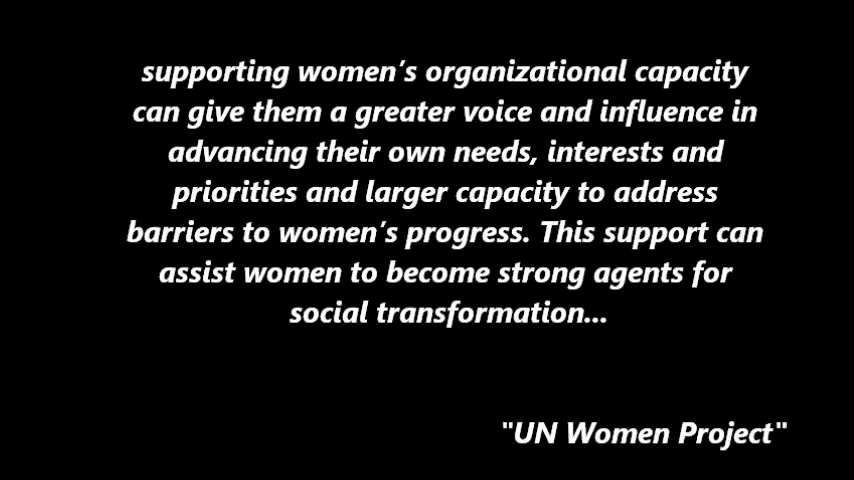 supporting women’s organizational capacity
can give them a greater voice and influence in
advancing their own needs, interests and
priorities and larger capacity to address
barriers to women’s progress. This support can
assist women to become strong agents for
social transformation...
"UN Women Project"